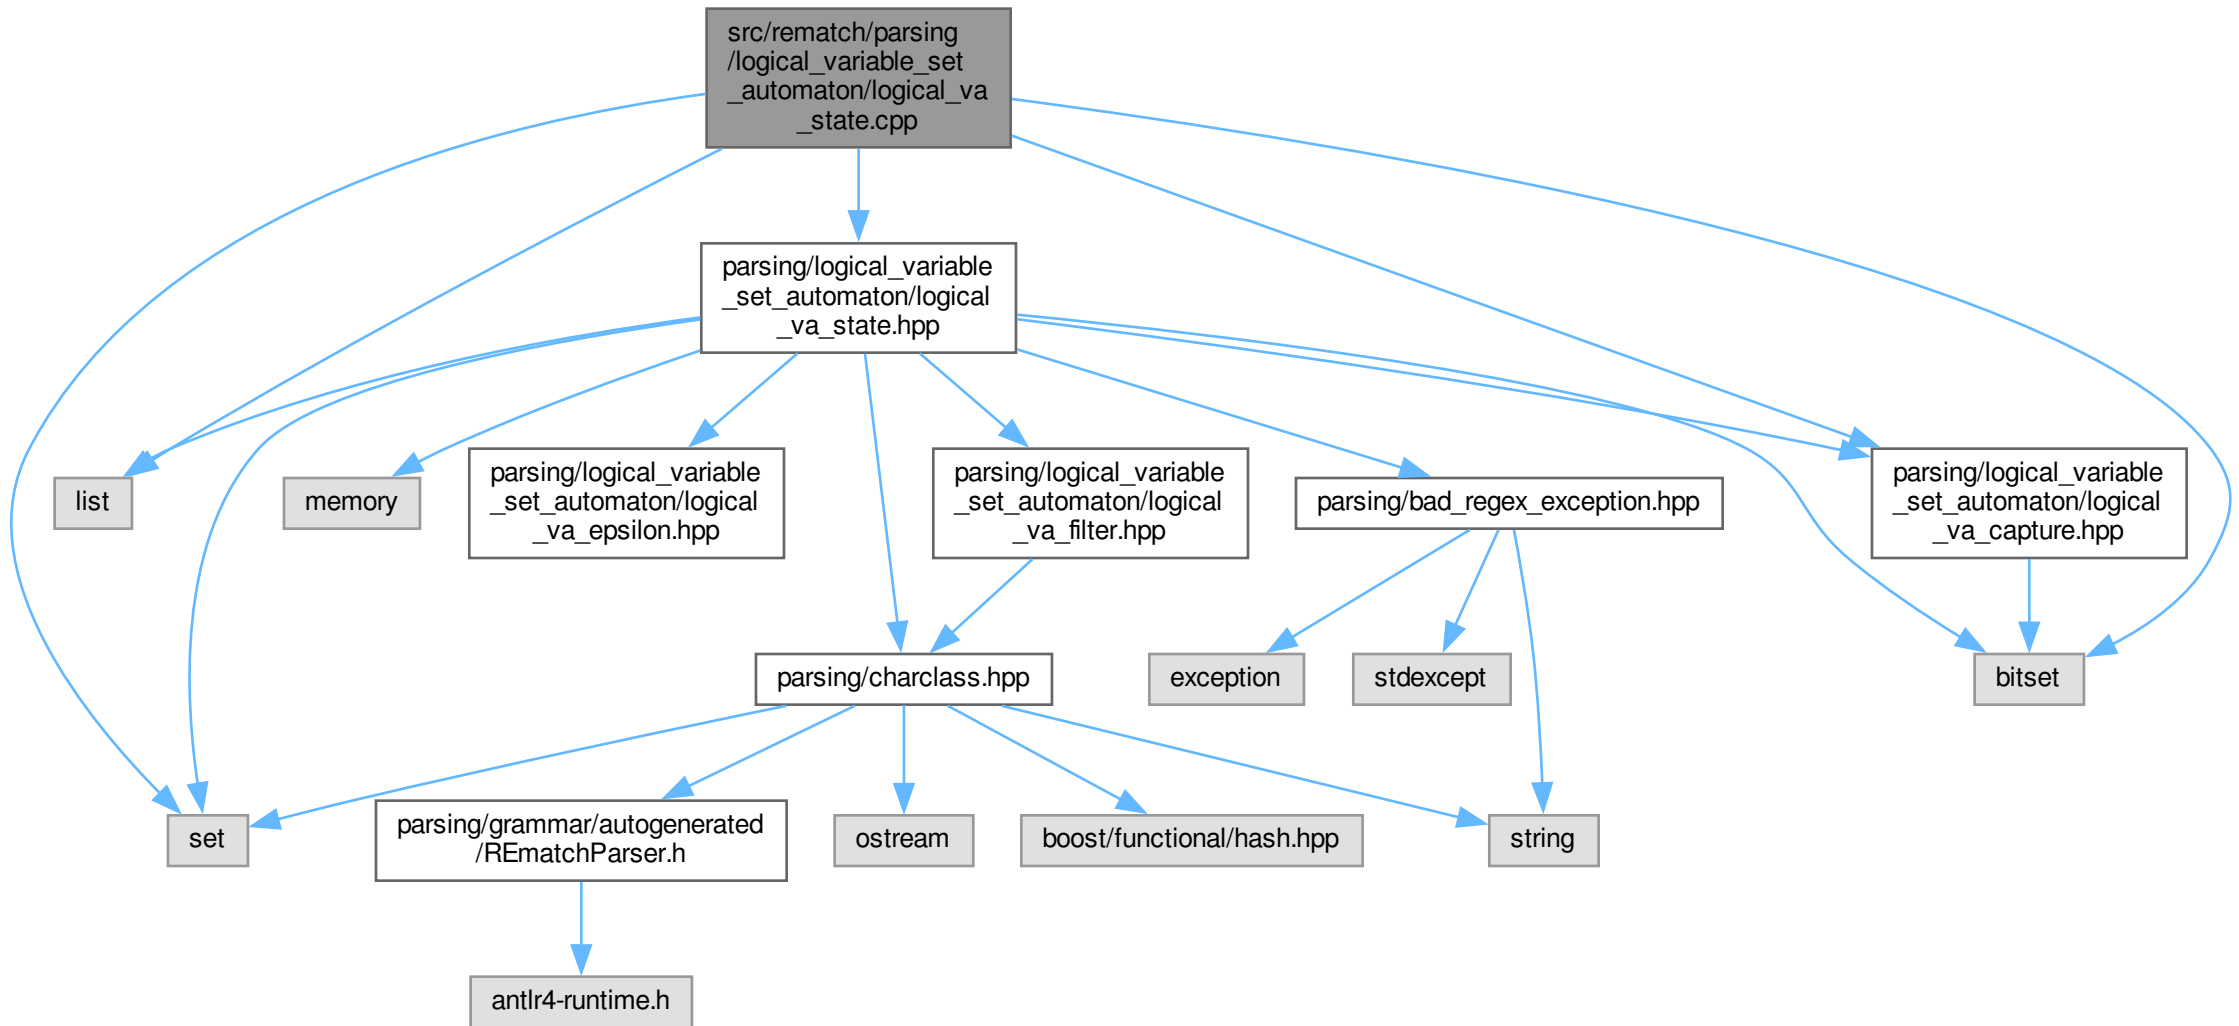 src/rematch/parsing
/logical_variable_set
_automaton/logical_va
_state.cpp
parsing/logical_variable
_set_automaton/logical
_va_state.hpp
list
memory
parsing/logical_variable
_set_automaton/logical
_va_epsilon.hpp
parsing/logical_variable
_set_automaton/logical
_va_filter.hpp
parsing/bad_regex_exception.hpp
parsing/logical_variable
_set_automaton/logical
_va_capture.hpp
parsing/charclass.hpp
exception
stdexcept
bitset
set
parsing/grammar/autogenerated
/REmatchParser.h
ostream
boost/functional/hash.hpp
string
antlr4-runtime.h